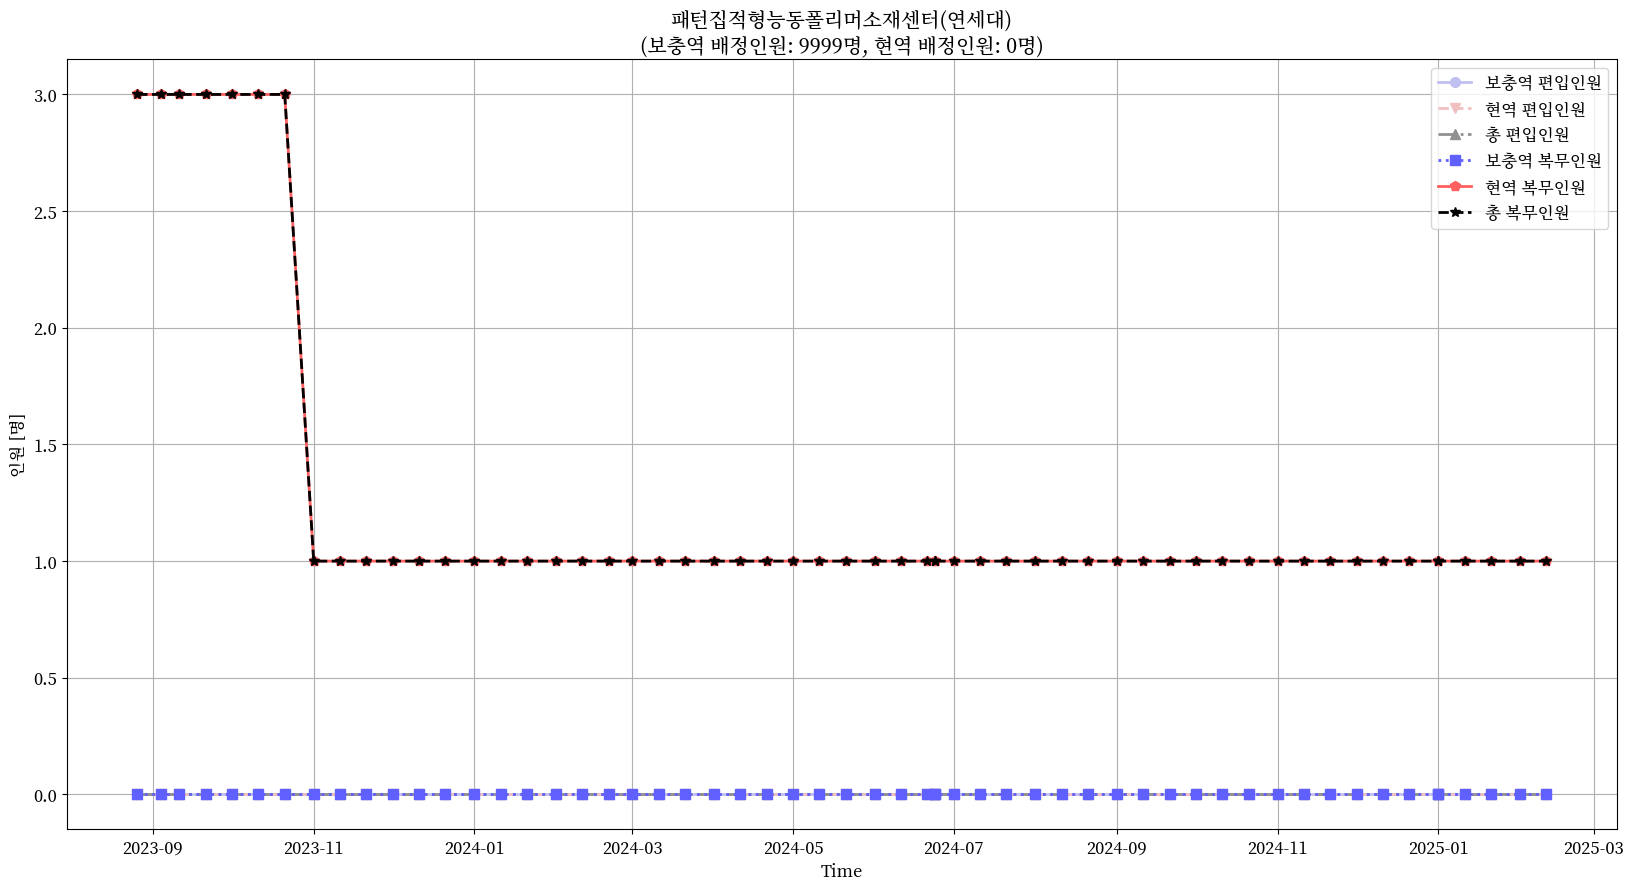 패턴집적형능동폴리머소재센터(연세대)
(보충역 배정인원: 9999명, 현역 배정인원: 0명)
보충역 편입인원
현역 편입인원
총 편입인원
보충역 복무인원
현역 복무인원
총 복무인원
인원 [명]
3.0
2.5
2.0
1.5
1.0
0.5
0.0
2023-09 2023-11 2024-01 2024-03 2024-05 2024-07 2024-09 2024-11 2025-01 2025-03
Time